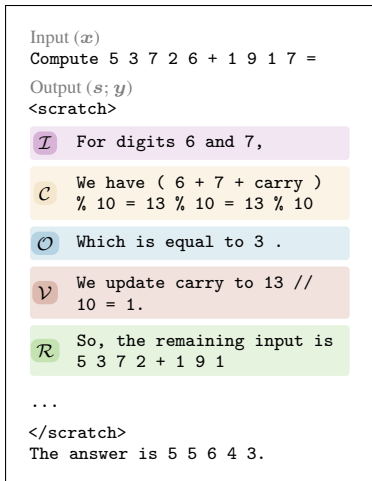 Input (x)
Compute 5 3 7 2 6 + 1 9 1 7 =
Output (s; y)
<scratch>
I For digits 6 and 7,
C We have ( 6 + 7 + carry )
% 10 = 13 % 10 = 13 % 10
O Which is equal to 3 .
V We update carry to 13 //
10 = 1.
R So, the remaining input is
5 3 7 2 + 1 9 1
...
</scratch>
The answer is 5 5 6 4 3.